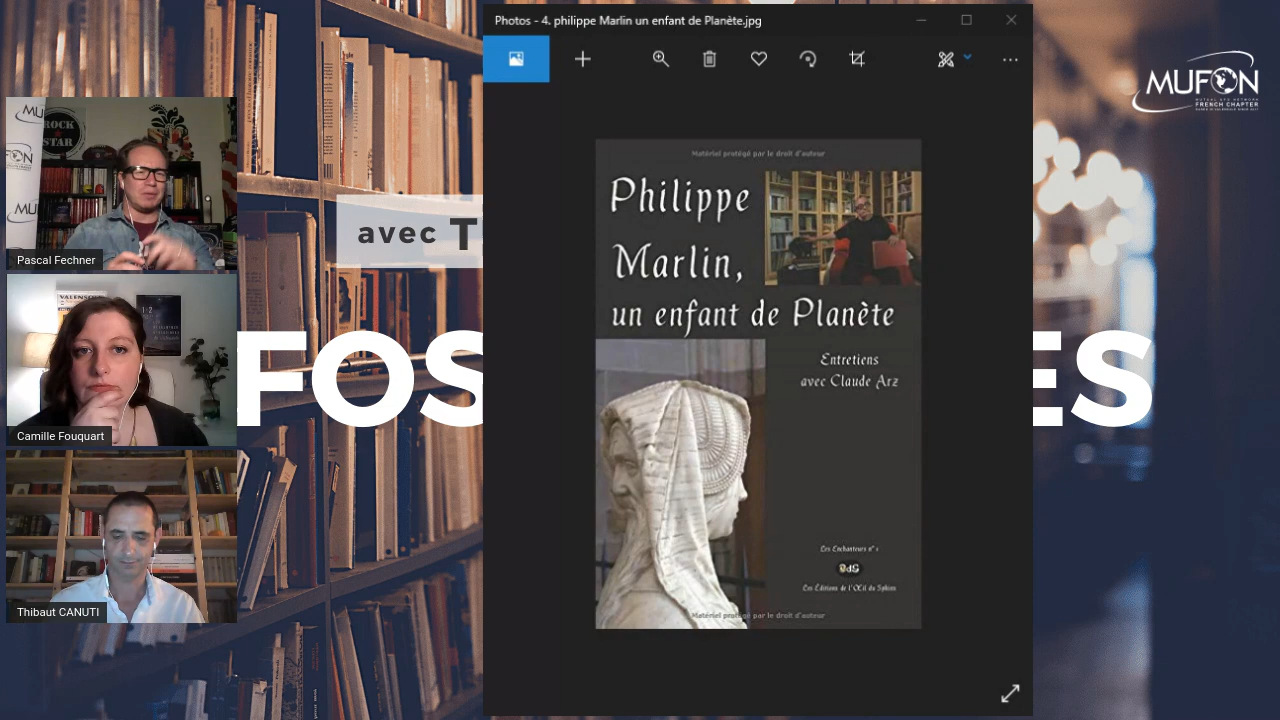 Photos - 4. philippe Marlin un enfant de Planète.jpg
MUFON
FRENCH CHAPTER
ROCK
STAR
Pascal Fechner
VALENSOLE
Camille Fouquart
Thibaut CANUTI
avec T
FOS
ES
Matériel protégé par le droit d'auteur
Philippe
Marlin,
un enfant de Planète
Entretiens
avec Claude Arz
Les Enchanteurs n° 1
OdS
Les Éditions de l'Œil du Sphinx
Matériel protégé par le droit d'auteur